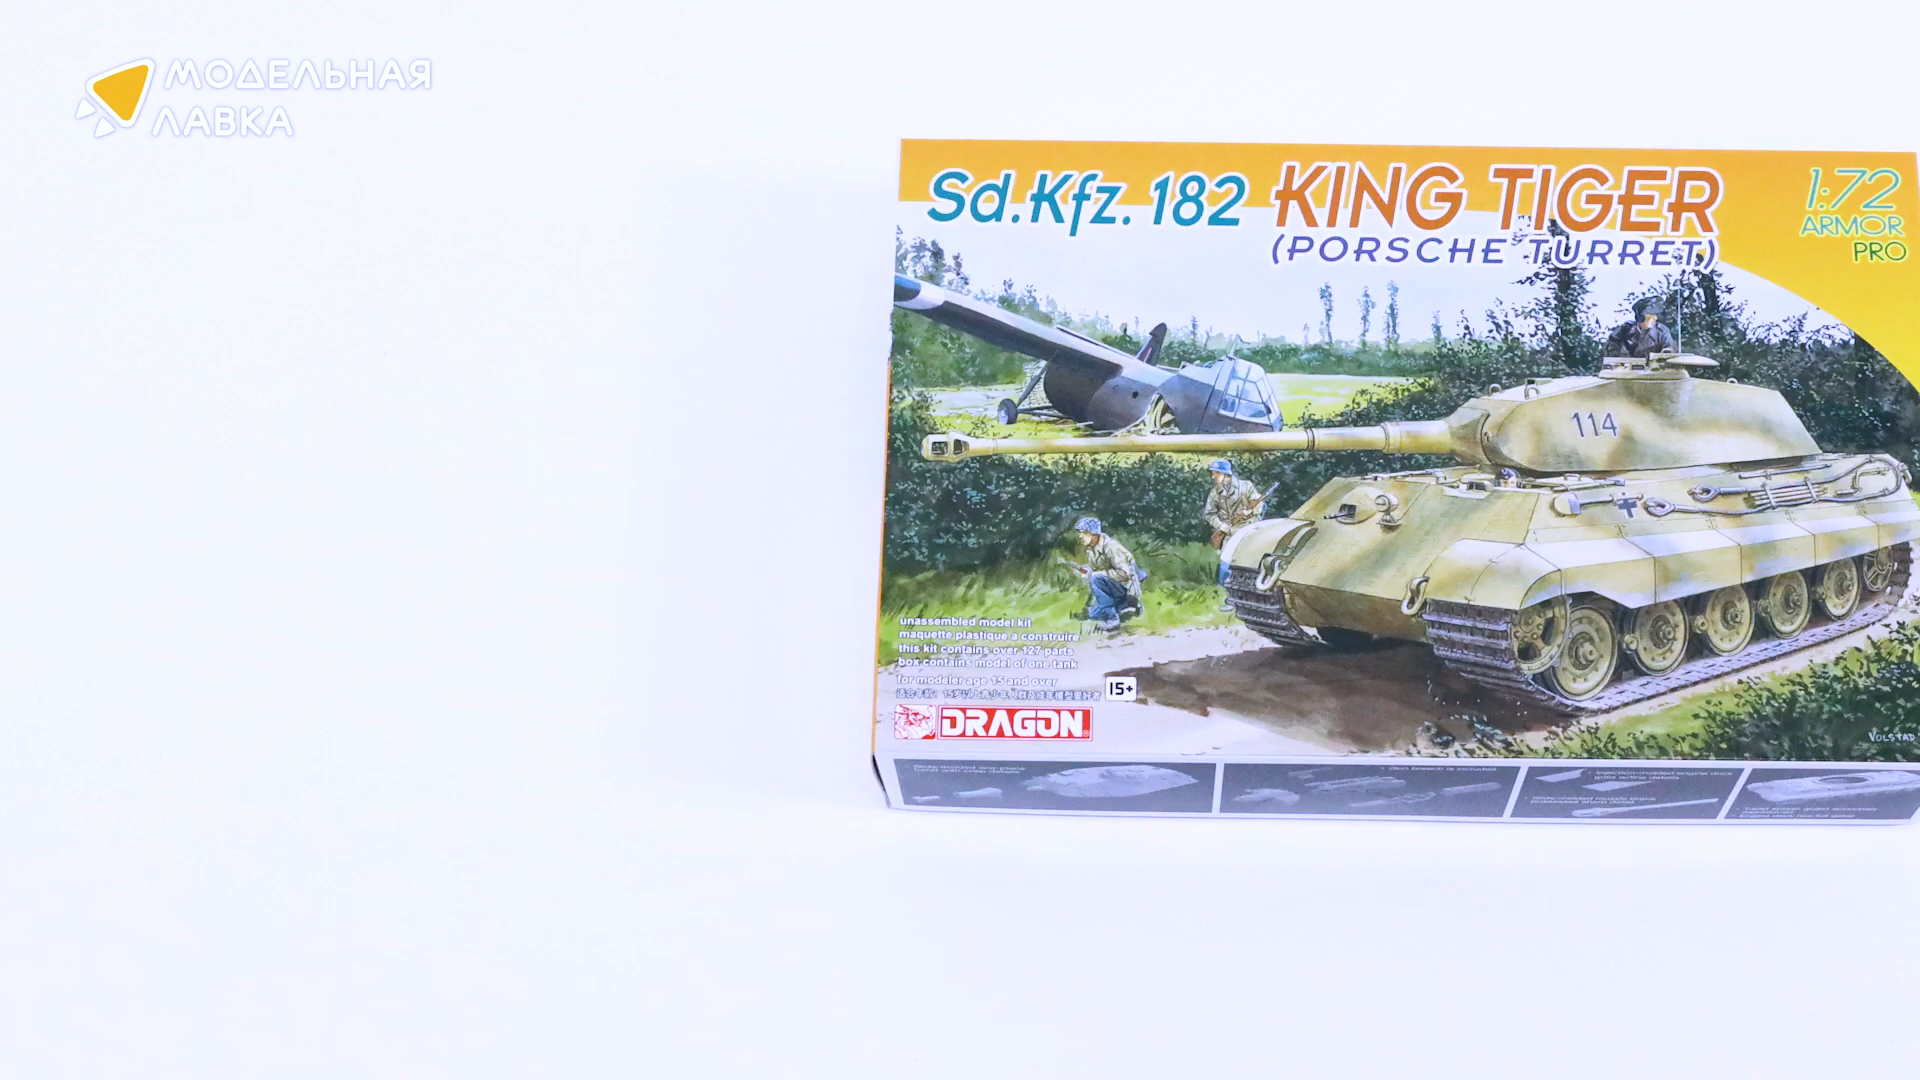 МОДЕЛЬНАЯ
ЛАВКА
Sd.Kfz. 182 KING TIGER
(PORSCHE TURRET)
1:72
ARMOR
PRO
114
unassembled model kit
maquette plastique a construire
this kit contains over 127 parts
box contains model of one tank
for modeler age 15 and over
15+
DRAGON
VOLSTAD